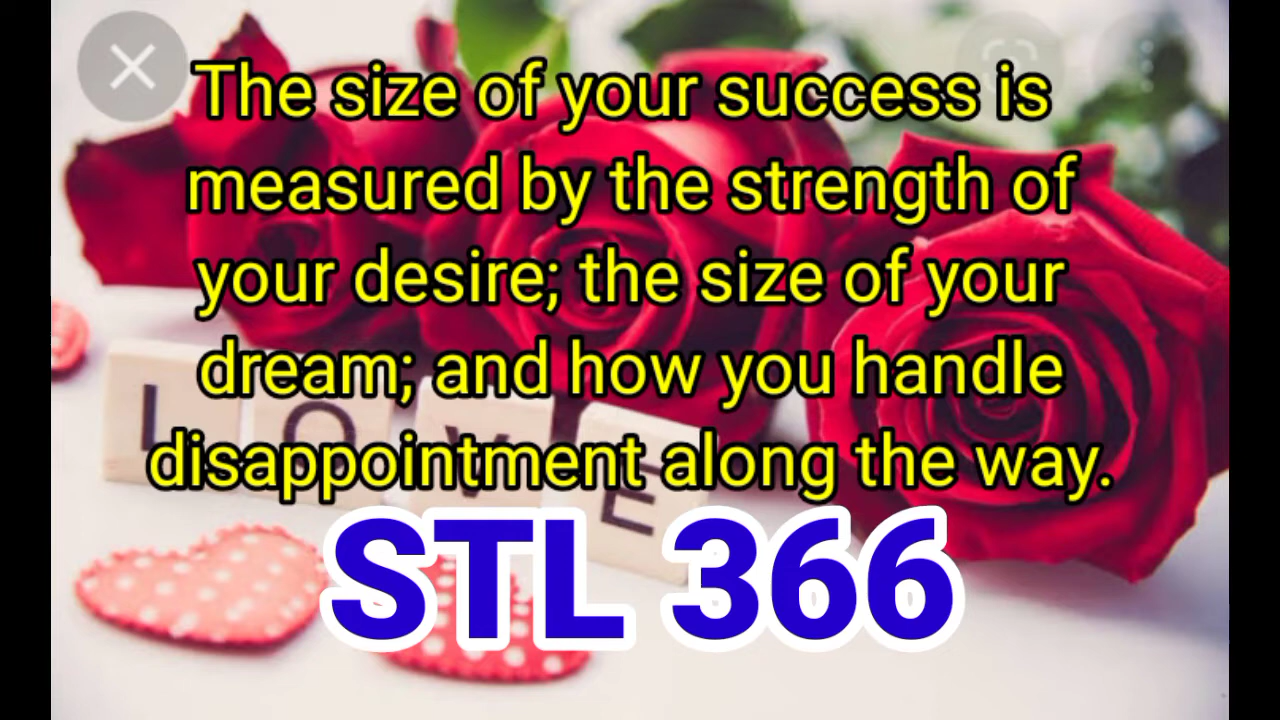 The size of your success is
measured by the strength of
your desire; the size of your
dream; and how you handle
disappointment along the way.
LOVE
STL 366